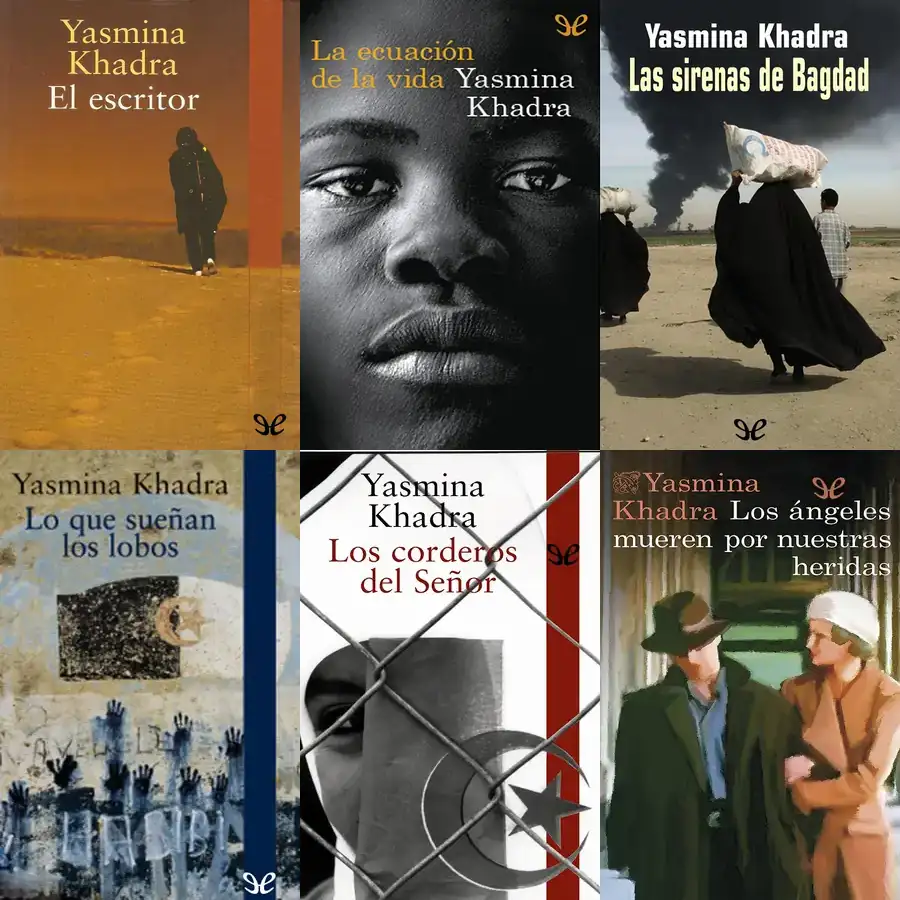 Yasmina
Khadra
El escritor
La ecuación
de la vida Yasmina
Khadra
Yasmina Khadra
Las sirenas de Bagdad
Yasmina Khadra
Lo que sueñan
los lobos
Yasmina
Khadra
Los corderos
del Señor
Yasmina
Khadra Los ángeles
mueren por nuestras
heridas